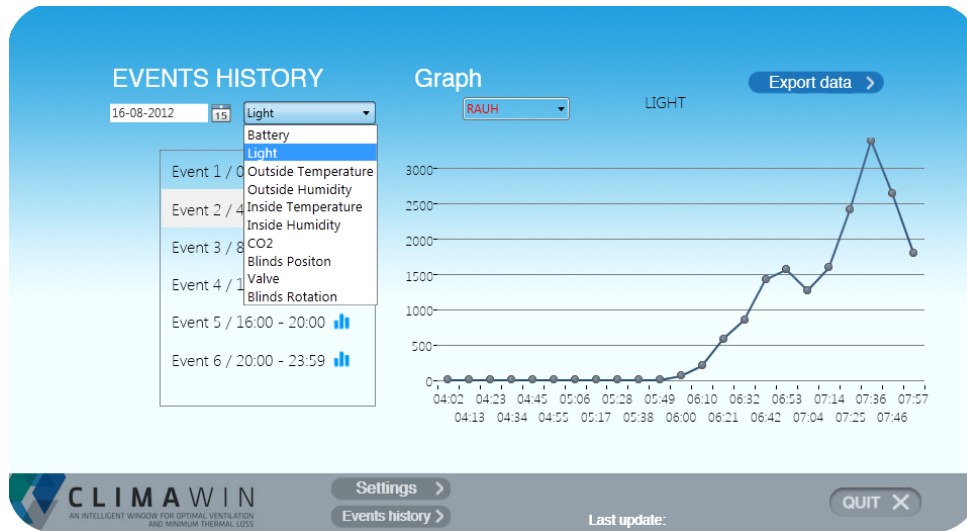 EVENTS HISTORY
Graph
Export data >
16-08-2012
15
Light
RAUH
LIGHT
Battery
Light
Outside Temperature
Outside Humidity
Inside Temperature
Inside Humidity
CO2
Blinds Positon
Valve
Blinds Rotation
Event 1 / 0
Event 2 / 4
Event 3 / 8
Event 4 / 1
Event 5 / 16:00 - 20:00
Event 6 / 20:00 - 23:59
3000
2500
2000
1500
1000
500
0
04:02 04:23 04:45 05:06 05:28 05:49 06:10 06:32 06:53 07:14 07:36 07:57
04:13 04:34 04:55 05:17 05:38 06:00 06:21 06:42 07:04 07:25 07:46
CLIMAWIN
AN INTELLIGENT WINDOW FOR OPTIMAL VENTILATION
AND MINIMUM THERMAL LOSS
Settings >
Events history >
Last update:
QUIT X